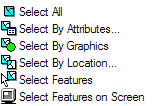 Select All
Select By Attributes...
Select By Graphics
Select By Location...
Select Features
Select Features on Screen